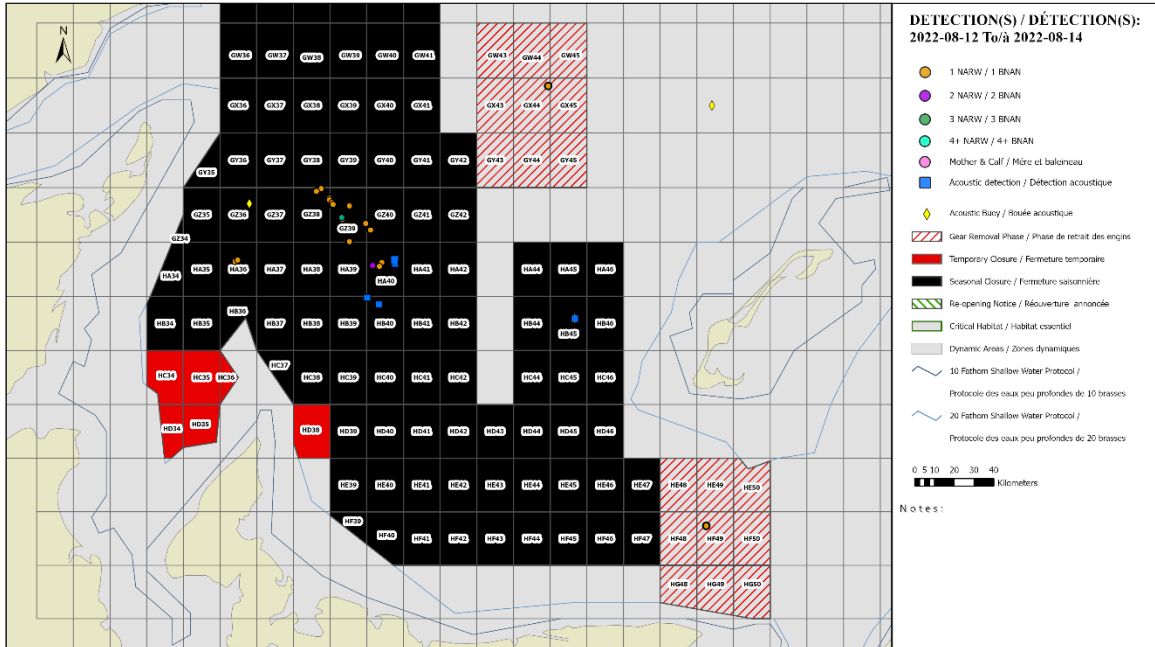 DETECTION(S) / DÉTECTION(S):
2022-08-12 To/à 2022-08-14
1 NARW / 1 BNAN
2 NARW / 2 BNAN
3 NARW / 3 BNAN
4+ NARW / 4+ BNAN
Mother & Calf / Mére et baleineau
Acoustic detection / Détection acoustique
Acoustic Buoy / Bouée acoustique
Gear Removal Phase / Phase de retrait des engins
Temporary Closure / Fermeture temporaire
Seasonal Closure / Fermeture saisonnière
Re-opening Notice / Réouverture annoncée
Critical Habitat / Habitat essentiel
Dynamic Areas / Zones dynamiques
10 Fathom Shallow Water Protocol /
Protocole des eaux peu profondes de 10 brasses
20 Fathom Shallow Water Protocol /
Protocole des eaux peu profondes de 20 brasses
0 5 10 20 30 40
Kilometers
Notes:
N
GW36 GW37 GW38 GW39 GW40 GW41 GW43 GW44 GW45
GX36 GX37 GX38 GX39 GX40 GX41 GX43 GX44 GX45
GY35 GY36 GY37 GY38 GY39 GY40 GY41 GY42 GY43 GY44 GY45
GZ34 GZ35 GZ36 GZ37 GZ38 GZ39 GZ40 GZ41 GZ42
HA34 HA35 HA36 HA37 HA38 HA39 HA40 HA41 HA42 HA44 HA45 HA46
HB34 HB35 HB36 HB37 HB38 HB39 HB40 HB41 HB42 HB44 HB45 HB46
HC34 HC35 HC36 HC37 HC38 HC39 HC40 HC41 HC42 HC44 HC45 HC46
HD34 HD35 HD38 HD39 HD40 HD41 HD42 HD43 HD44 HD45 HD46
HE39 HE40 HE41 HE42 HE43 HE44 HE45 HE46 HE47 HE48 HE49 HE50
HF39 HF40 HF41 HF42 HF43 HF44 HF45 HF46 HF47 HF48 HF49 HF50
HG48 HG49 HG50